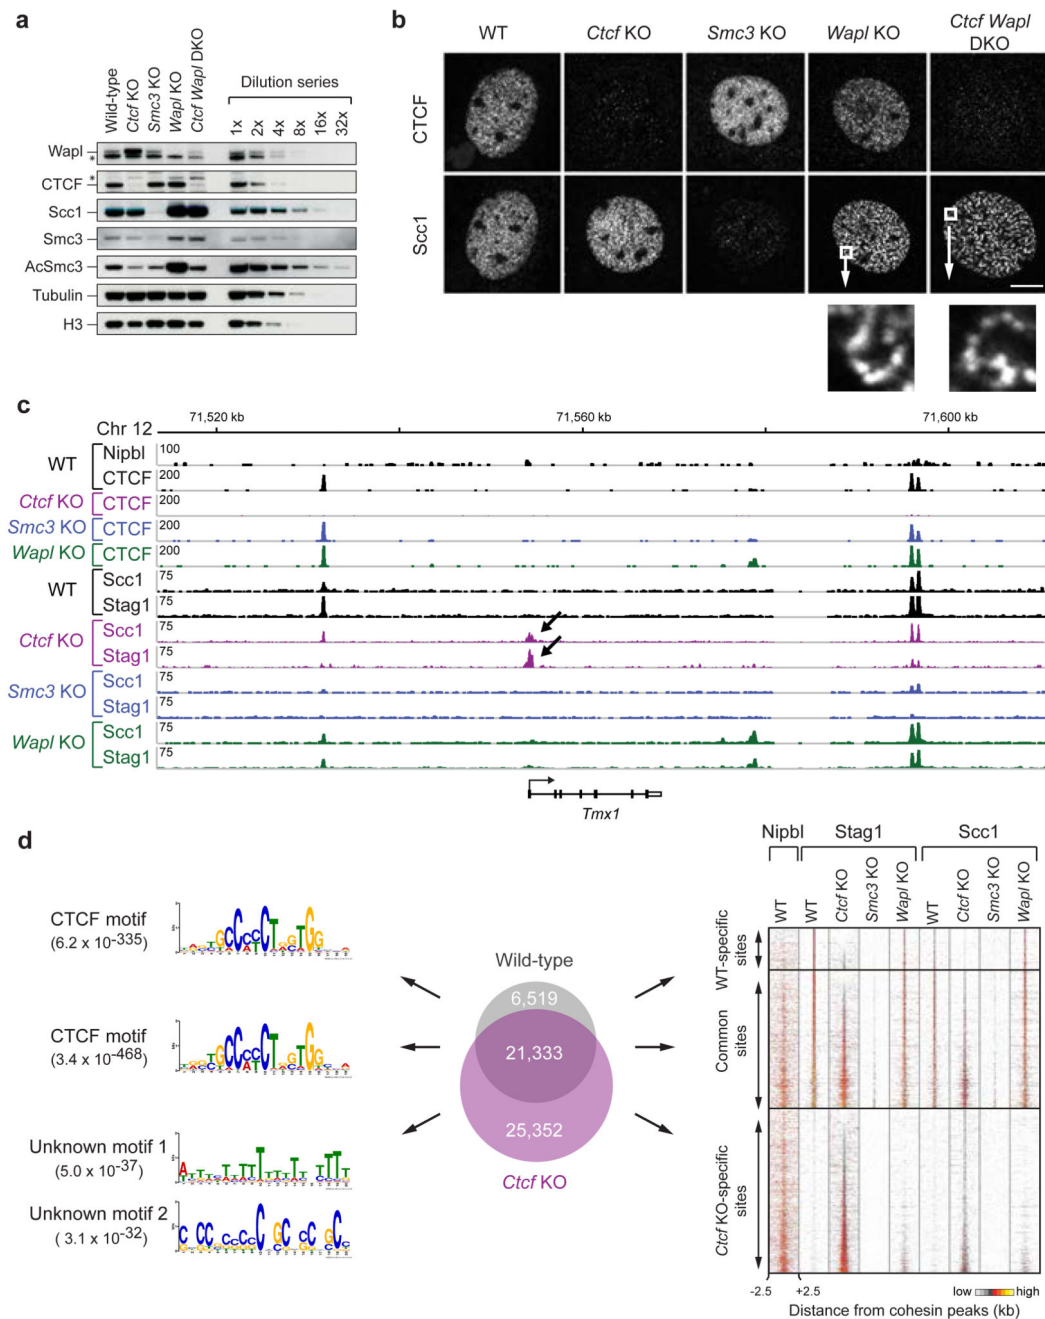 a
Wild-type
Ctcf KO
Smc3 KO
Wapl KO
Ctcf Wapl DKO
Dilution series
1x 2x 4x 8x 16x 32x
Wapl
*
*
CTCF
Scc1
Smc3
AcSmc3
Tubulin
H3
b
WT Ctcf KO Smc3 KO Wapl KO Ctcf Wapl DKO
CTCF
Scc1
c
Chr 12 71,520 kb 71,560 kb 71,600 kb
WT Nipbl 100
CTCF 200
Ctcf KO CTCF 200
Smc3 KO CTCF 200
Wapl KO CTCF 200
WT Scc1 75
Stag1 75
Ctcf KO Scc1 75
Stag1 75
Smc3 KO Scc1 75
Stag1 75
Wapl KO Scc1 75
Stag1 75
Tmx1
d
CTCF motif
(6.2 x 10-335)
CTCF motif
(3.4 x 10-468)
Unknown motif 1
(5.0 x 10-37)
Unknown motif 2
( 3.1 x 10-32)
Wild-type
6,519
21,333
25,352
Ctcf KO
Nipbl Stag1 Scc1
WT WT Ctcf KO Smc3 KO Wapl KO WT Ctcf KO Smc3 KO Wapl KO
WT-specific
sites
Common
sites
Ctcf KO-specific
sites
-2.5 +2.5
low high
Distance from cohesin peaks (kb)